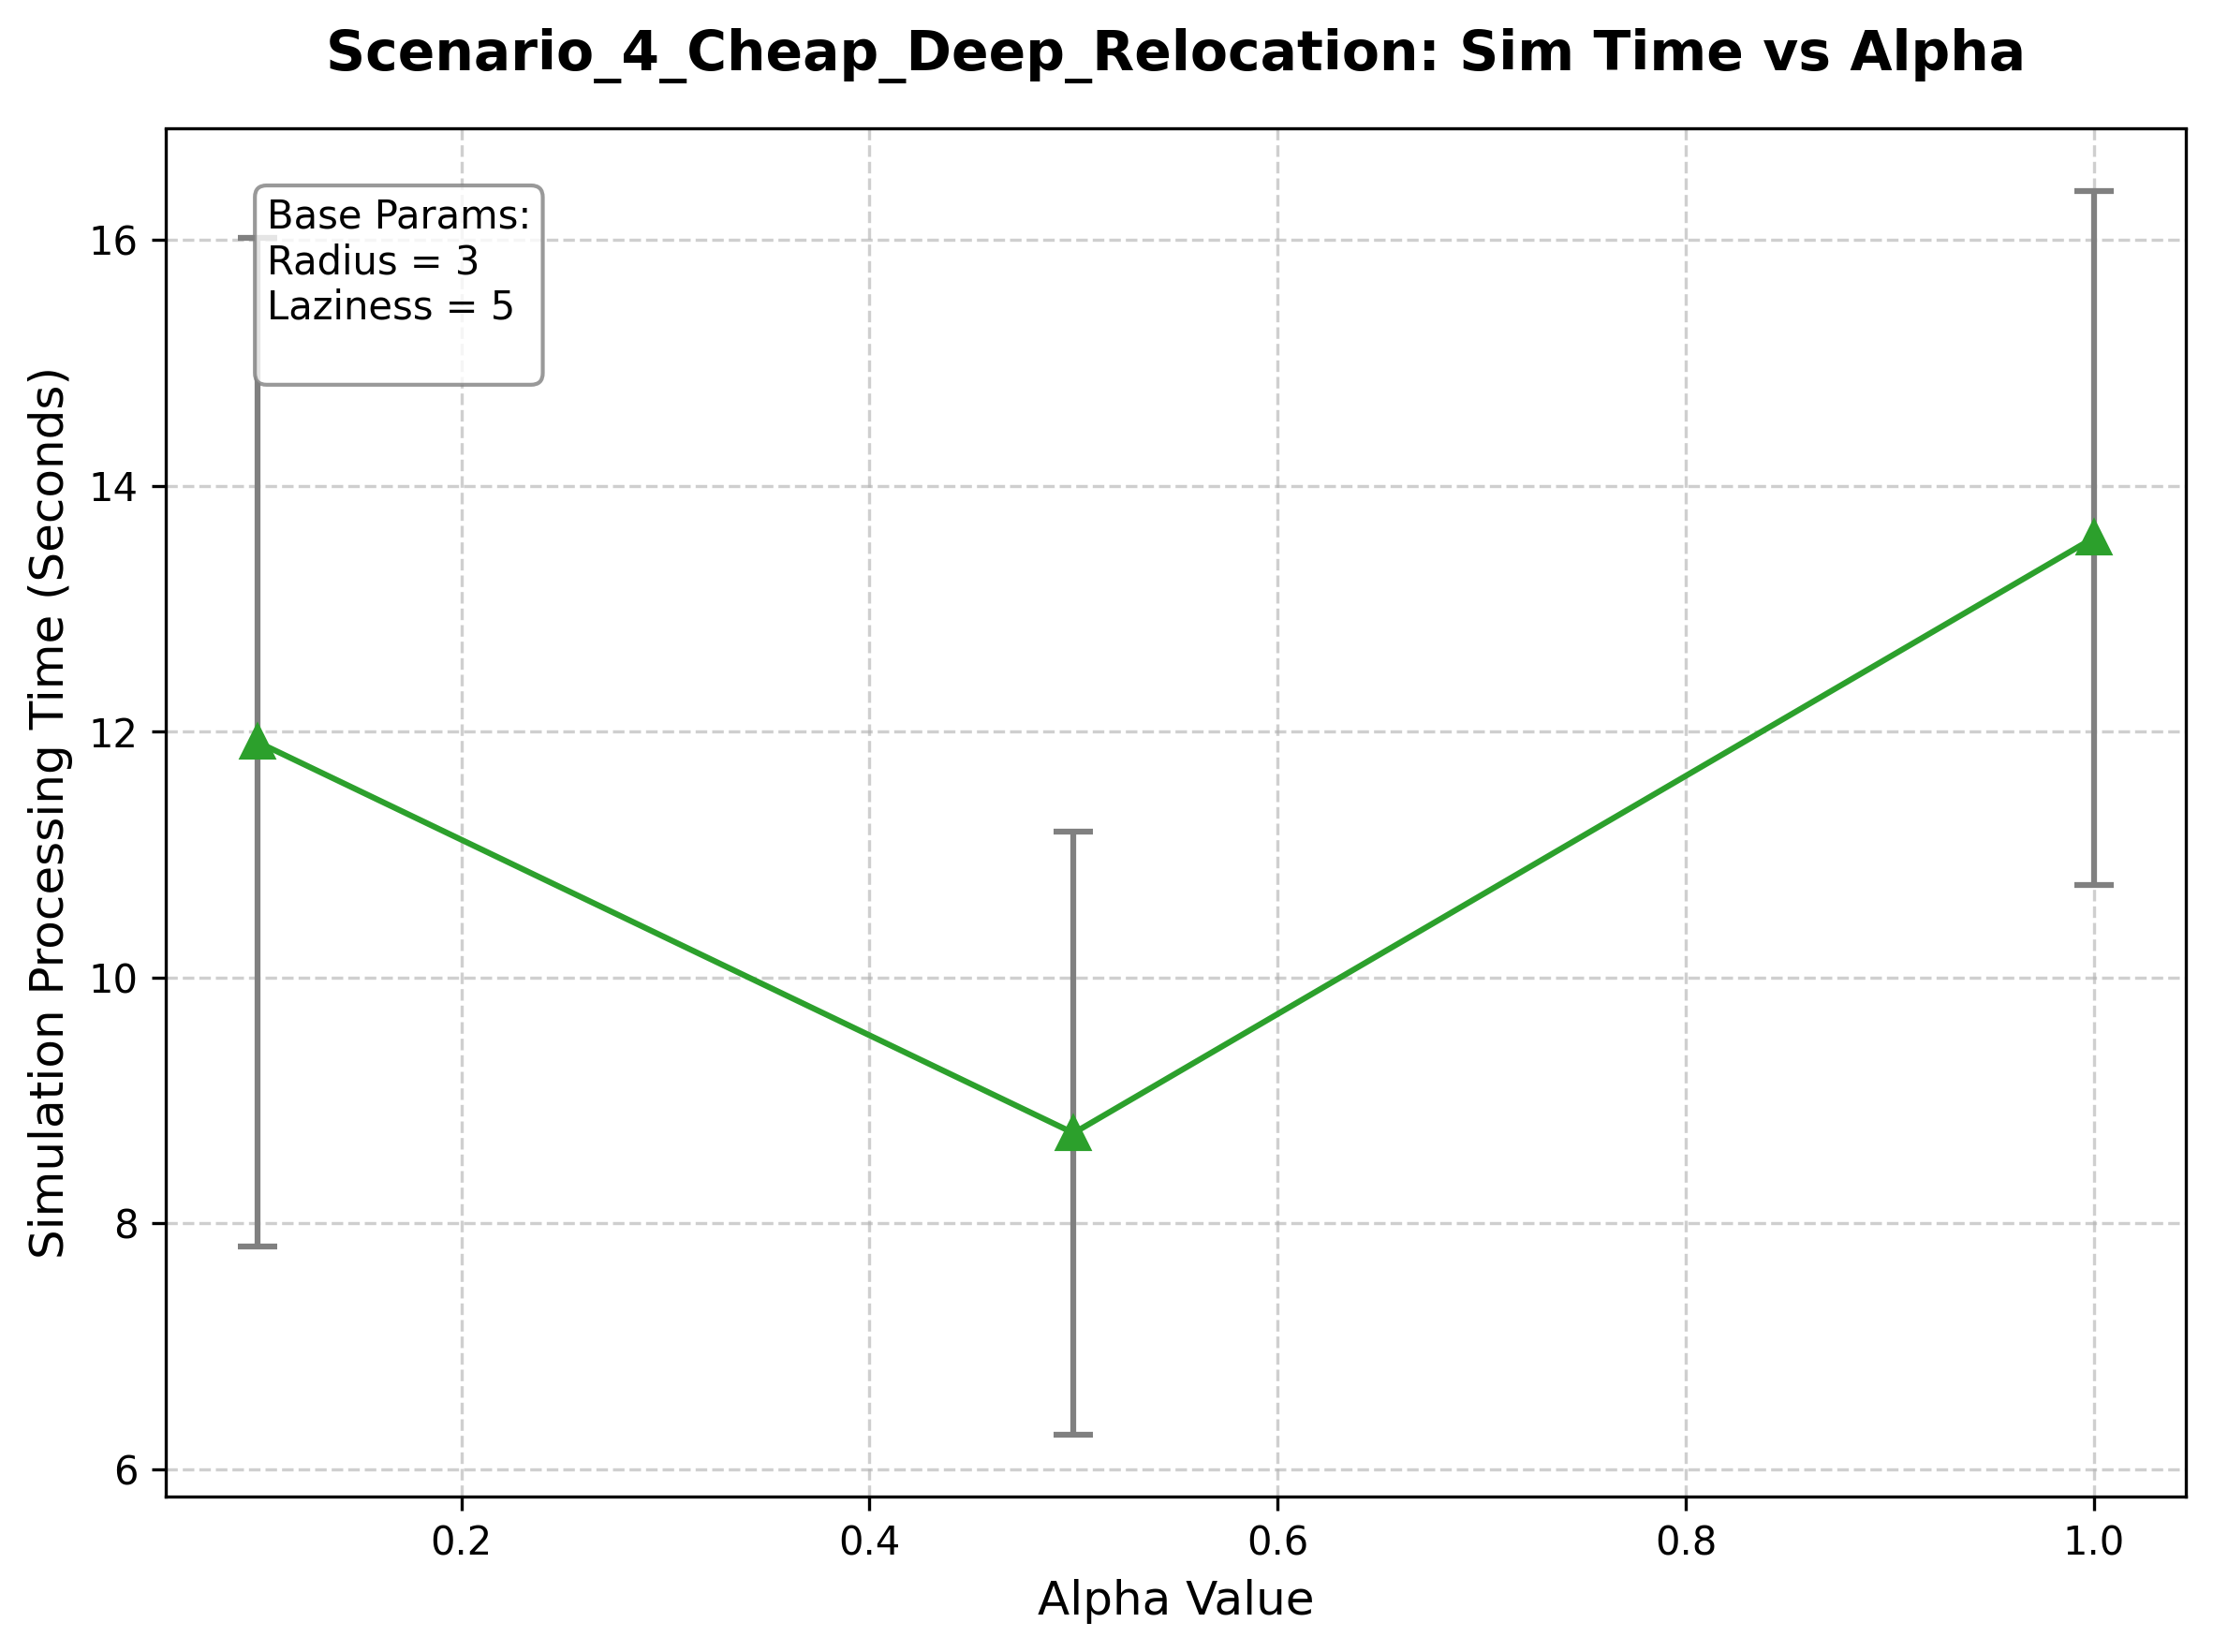 Scenario_4_Cheap_Deep_Relocation: Sim Time vs Alpha
Base Params:
Radius = 3
Laziness = 5
16
14
12
10
8
6
Simulation Processing Time (Seconds)
0.2
0.4
0.6
0.8
1.0
Alpha Value